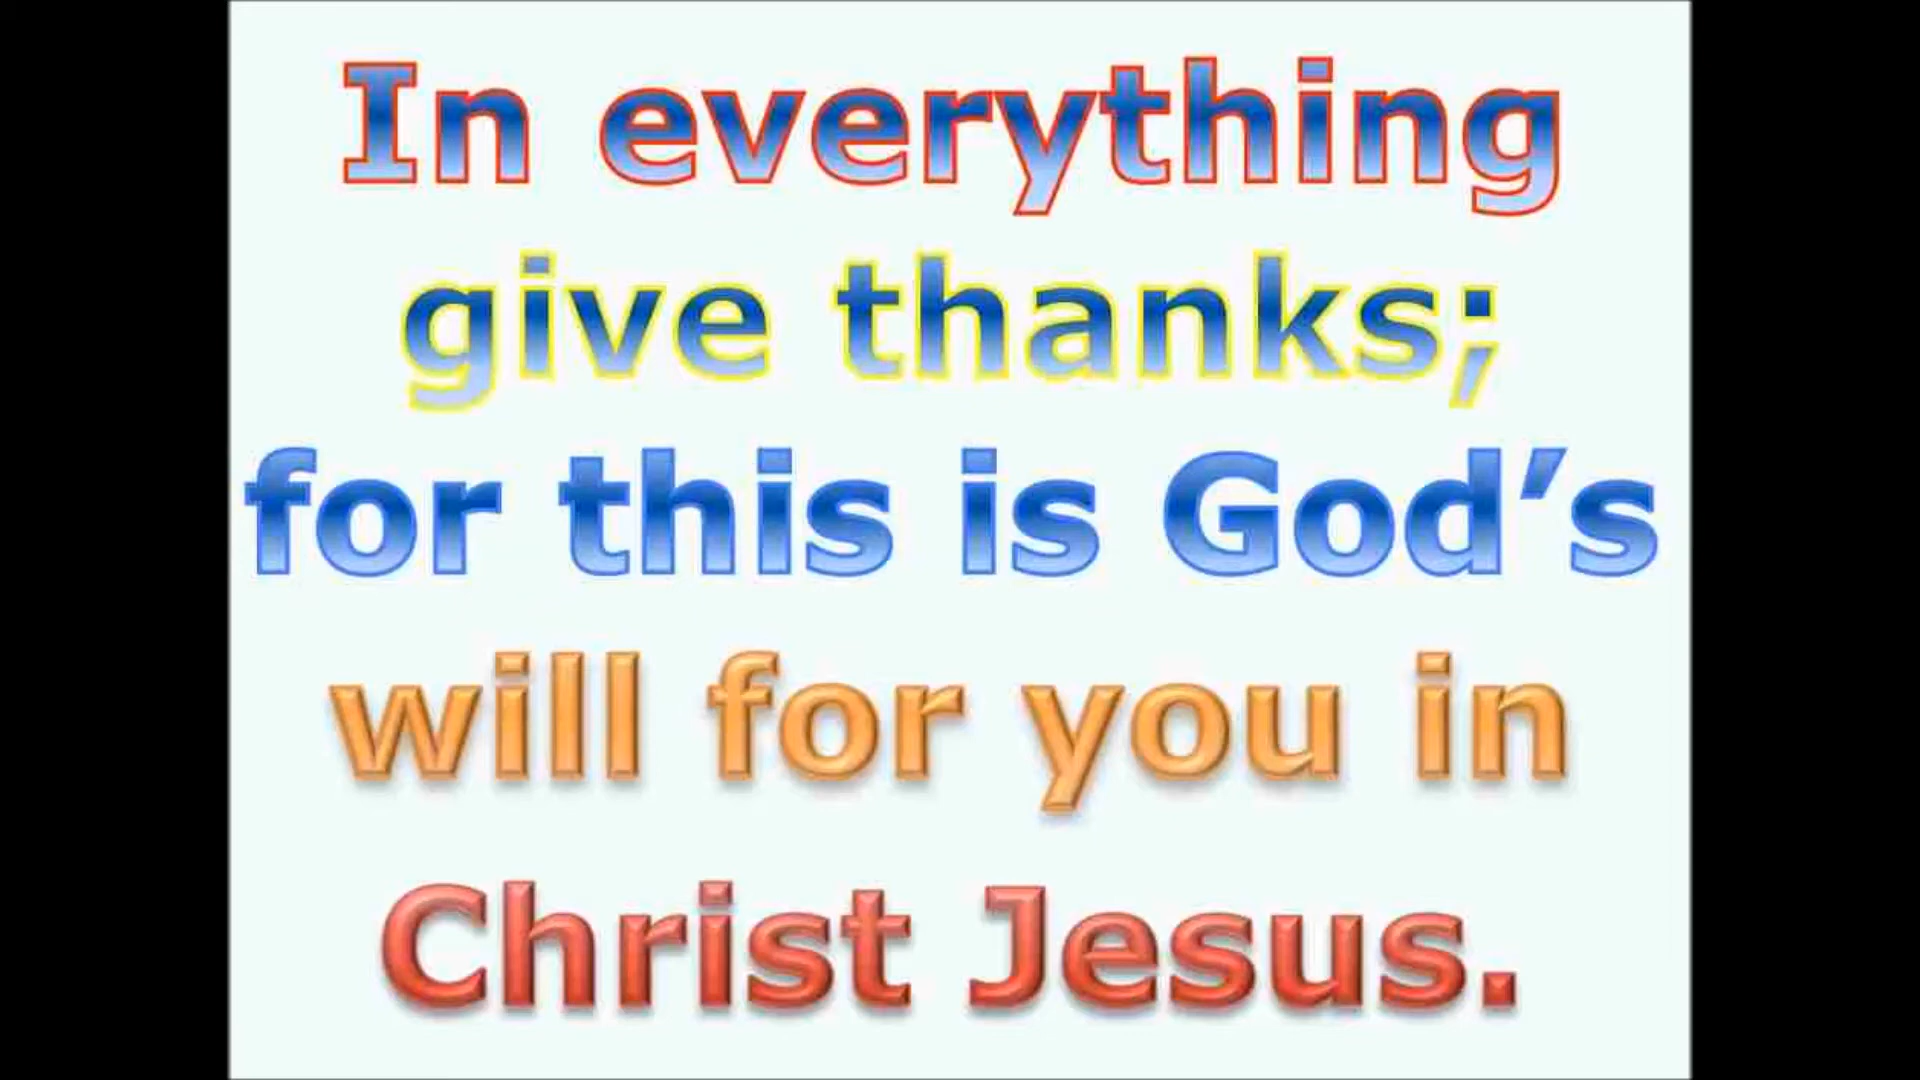 In everything
give thanks;
for this is God’s
will for you in
Christ Jesus.